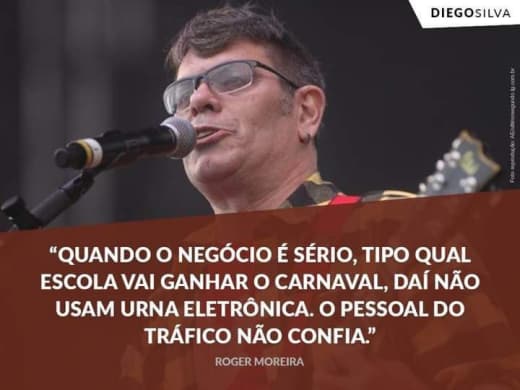 DIEGOSILVA
“QUANDO O NEGÓCIO É SÉRIO, TIPO QUAL
ESCOLA VAI GANHAR O CARNAVAL, DAÍ NÃO
USAM URNA ELETRÔNICA. O PESSOAL DO
TRÁFICO NÃO CONFIA.”
ROGER MOREIRA